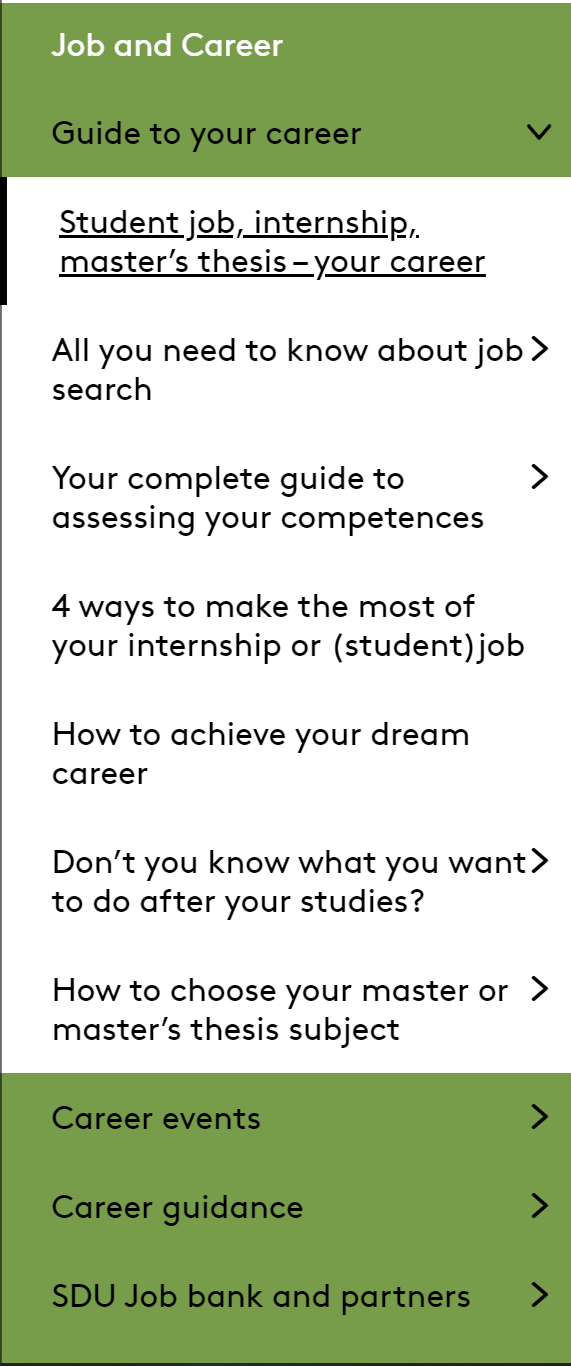 Job and Career
Guide to your career
Student job, internship,
master’s thesis – your career
All you need to know about job
search
Your complete guide to
assessing your competences
4 ways to make the most of
your internship or (student)job
How to achieve your dream
career
Don’t you know what you want
to do after your studies?
How to choose your master or
master’s thesis subject
Career events
Career guidance
SDU Job bank and partners